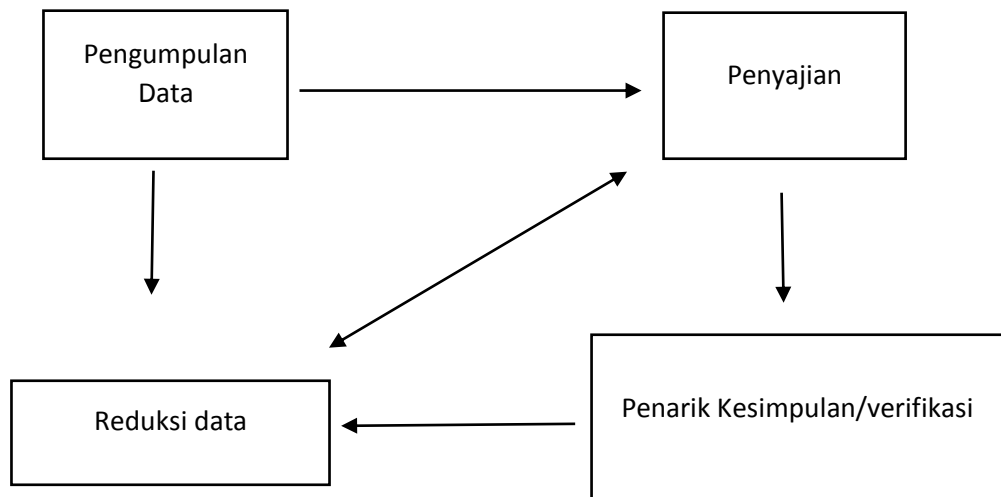 Pengumpulan
Data
Penyajian
Reduksi data
Penarik Kesimpulan/verifikasi